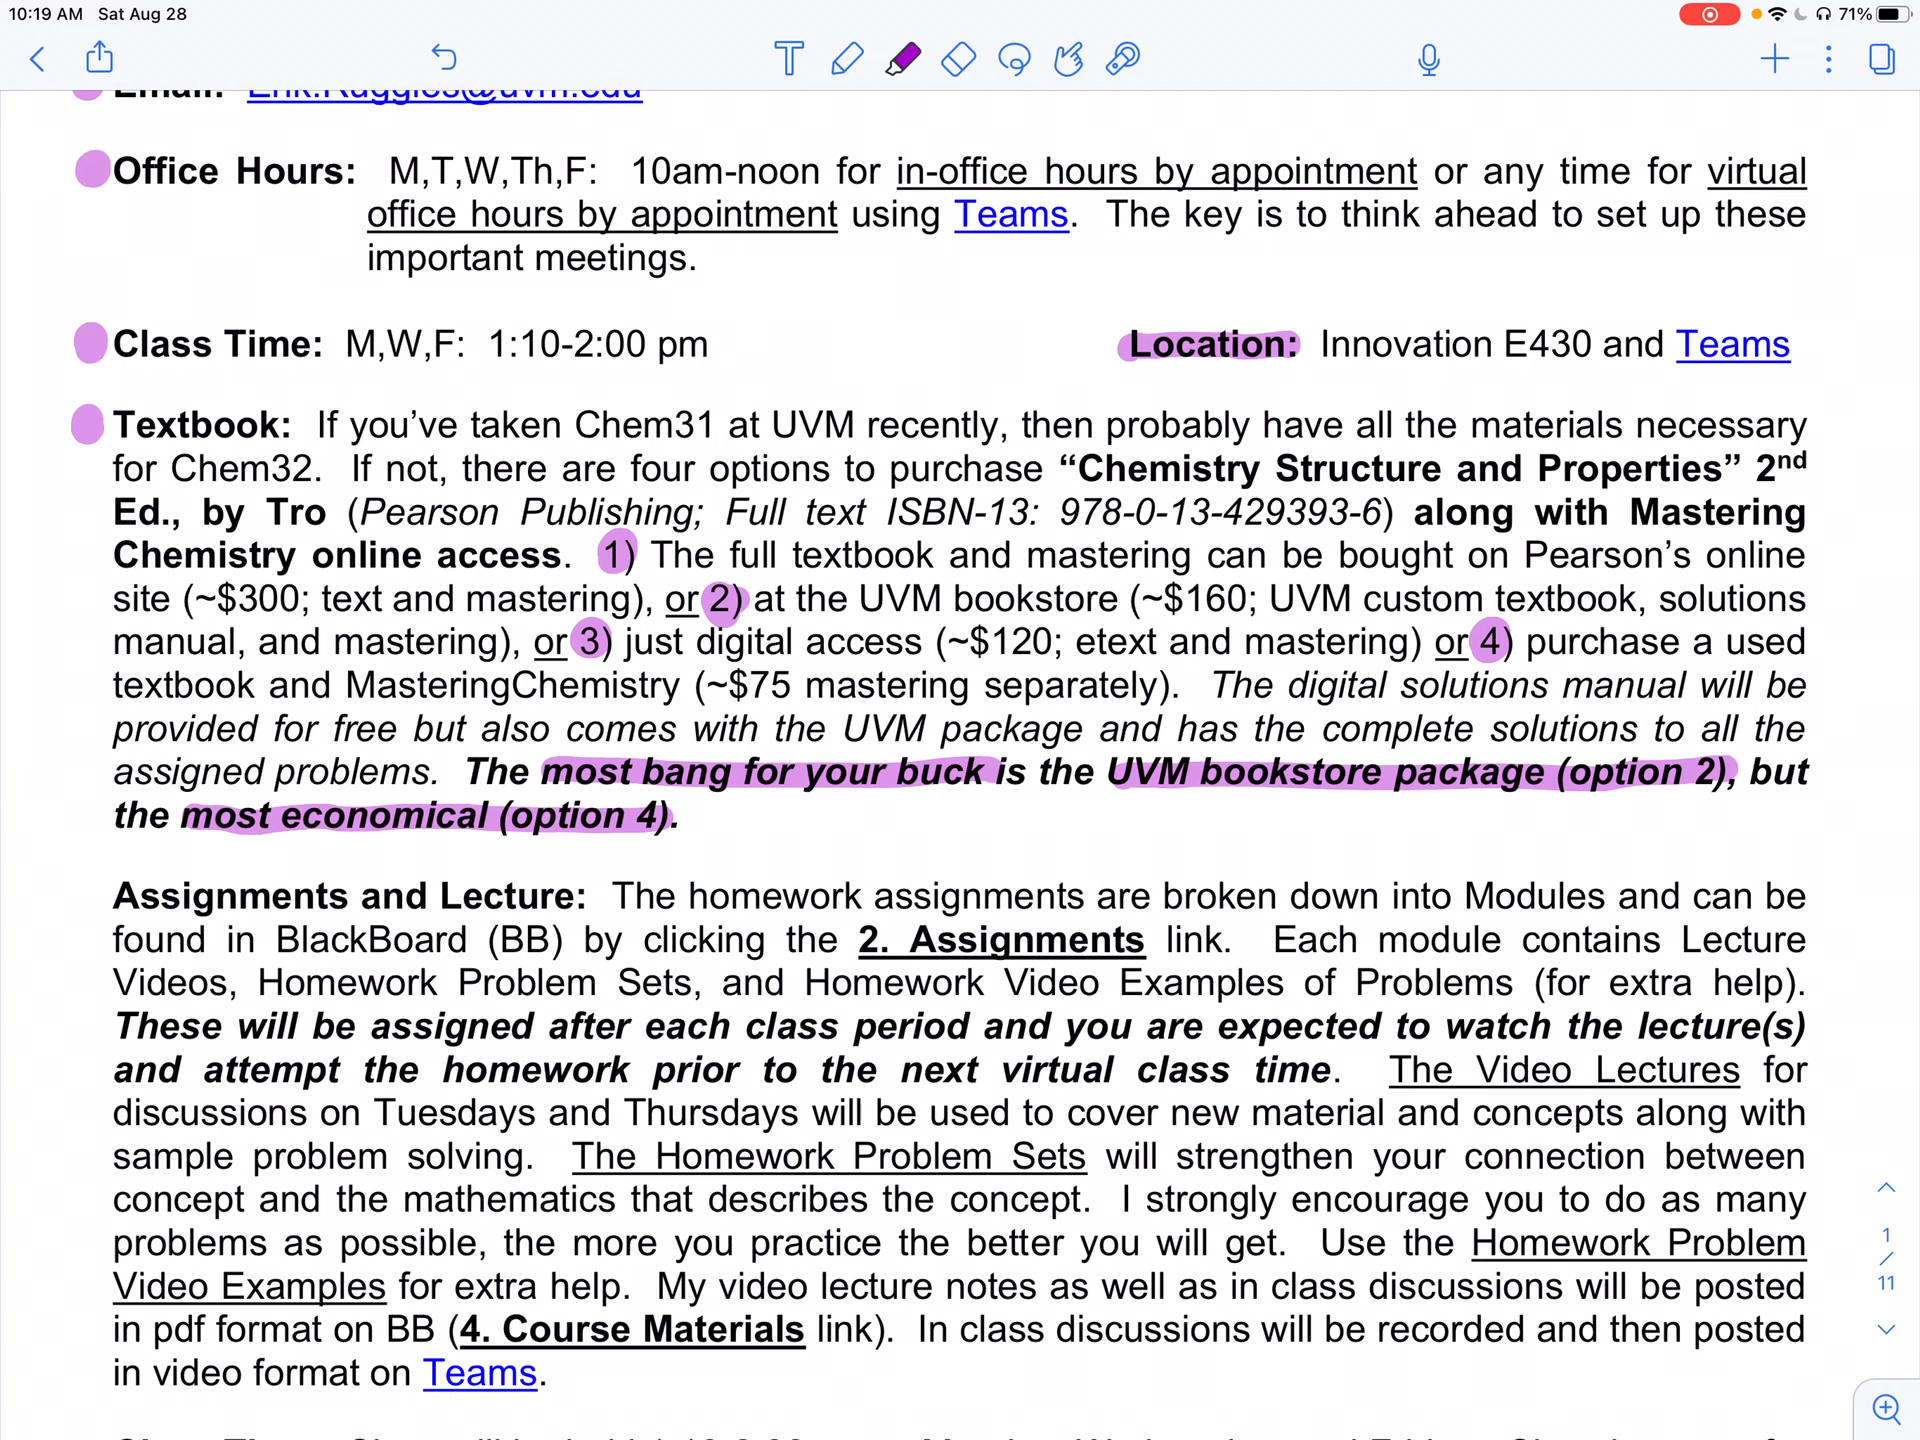 10:19 AM Sat Aug 28
71%
Email: Erik.Ruggles@uvm.edu
Office Hours: M,T,W,Th,F: 10am-noon for in-office hours by appointment or any time for virtual
office hours by appointment using Teams. The key is to think ahead to set up these
important meetings.
Class Time: M,W,F: 1:10-2:00 pm Location: Innovation E430 and Teams
Textbook: If you’ve taken Chem31 at UVM recently, then probably have all the materials necessary
for Chem32. If not, there are four options to purchase “Chemistry Structure and Properties” 2nd
Ed., by Tro (Pearson Publishing; Full text ISBN-13: 978-0-13-429393-6) along with Mastering
Chemistry online access. 1) The full textbook and mastering can be bought on Pearson’s online
site (~$300; text and mastering), or 2) at the UVM bookstore (~$160; UVM custom textbook, solutions
manual, and mastering), or 3) just digital access (~$120; etext and mastering) or 4) purchase a used
textbook and MasteringChemistry (~$75 mastering separately). The digital solutions manual will be
provided for free but also comes with the UVM package and has the complete solutions to all the
assigned problems. The most bang for your buck is the UVM bookstore package (option 2), but
the most economical (option 4).
Assignments and Lecture: The homework assignments are broken down into Modules and can be
found in BlackBoard (BB) by clicking the 2. Assignments link. Each module contains Lecture
Videos, Homework Problem Sets, and Homework Video Examples of Problems (for extra help).
These will be assigned after each class period and you are expected to watch the lecture(s)
and attempt the homework prior to the next virtual class time. The Video Lectures for
discussions on Tuesdays and Thursdays will be used to cover new material and concepts along with
sample problem solving. The Homework Problem Sets will strengthen your connection between
concept and the mathematics that describes the concept. I strongly encourage you to do as many
problems as possible, the more you practice the better you will get. Use the Homework Problem
Video Examples for extra help. My video lecture notes as well as in class discussions will be posted
in pdf format on BB (4. Course Materials link). In class discussions will be recorded and then posted
in video format on Teams.
1
/
11